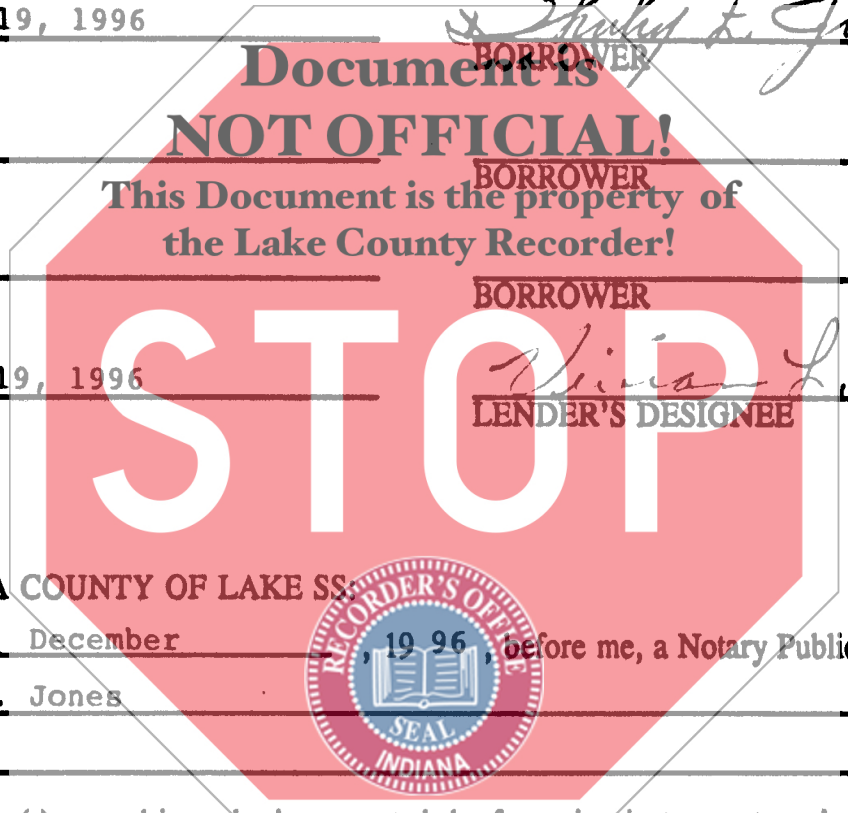 19, 1996
BORROWER
Document is
NOT OFFICIAL!
BORROWER
This Document is the property of
the Lake County Recorder!
BORROWER
STOP
19, 1996
Vivian L
LENDER'S DESIGNEE
COUNTY OF LAKE SS:
December , 19 96 , before me, a Notary Public
Jones
RECORDER'S OFFICE
SEAL
INDIANA